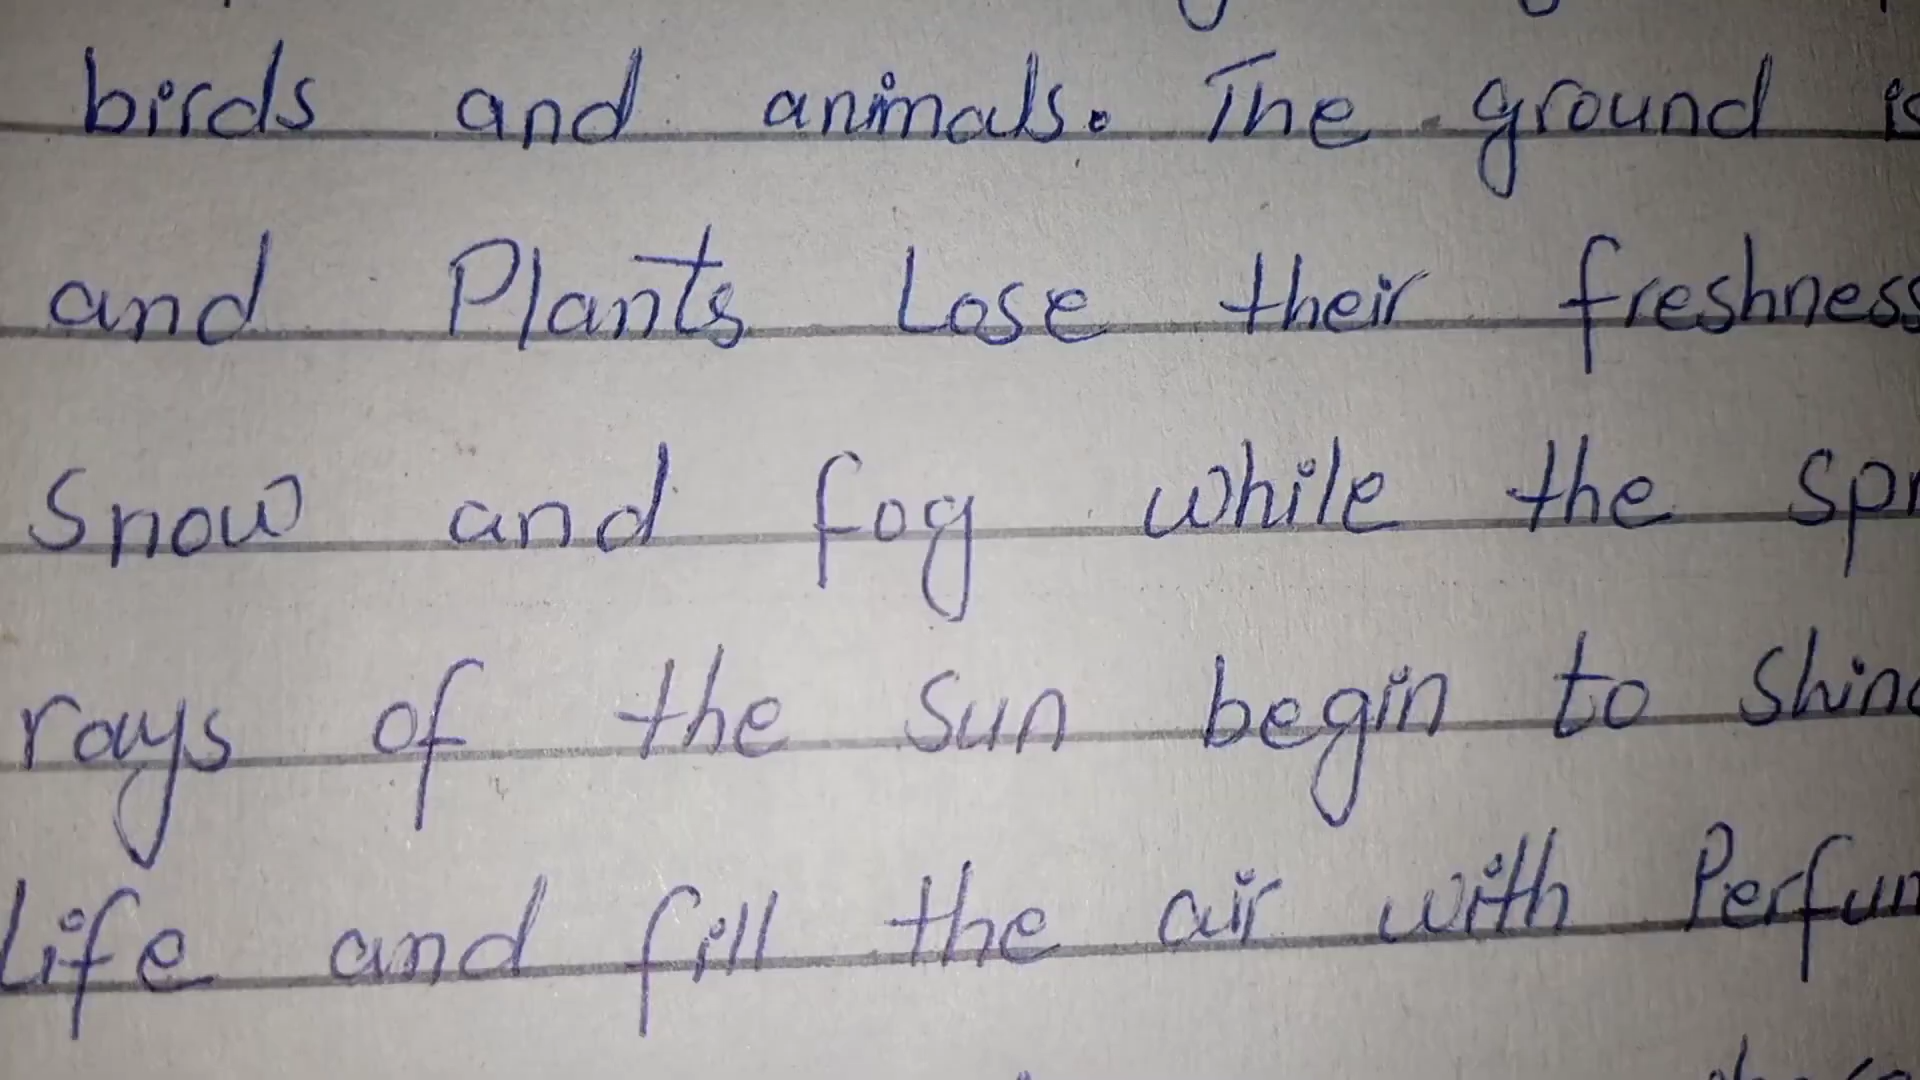 birds and animals. The ground is
and Plants Lose their freshness
Snow and fog while the
rays of the Sun begin to
Life and fill the air with